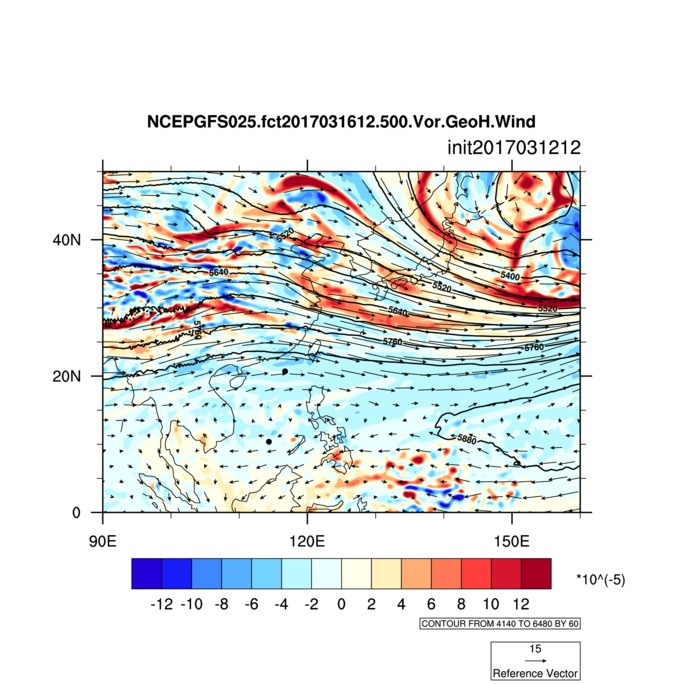 NCEPGFS025.fct2017031612.500.Vor.GeoH.Wind
init2017031212
40N
20N
0
90E 120E 150E
5520
5640
5760
5400
5520
5520
5640
5760
5760
5880
-12 -10 -8 -6 -4 -2 0 2 4 6 8 10 12
*10^(-5)
CONTOUR FROM 4140 TO 6480 BY 60
15
Reference Vector